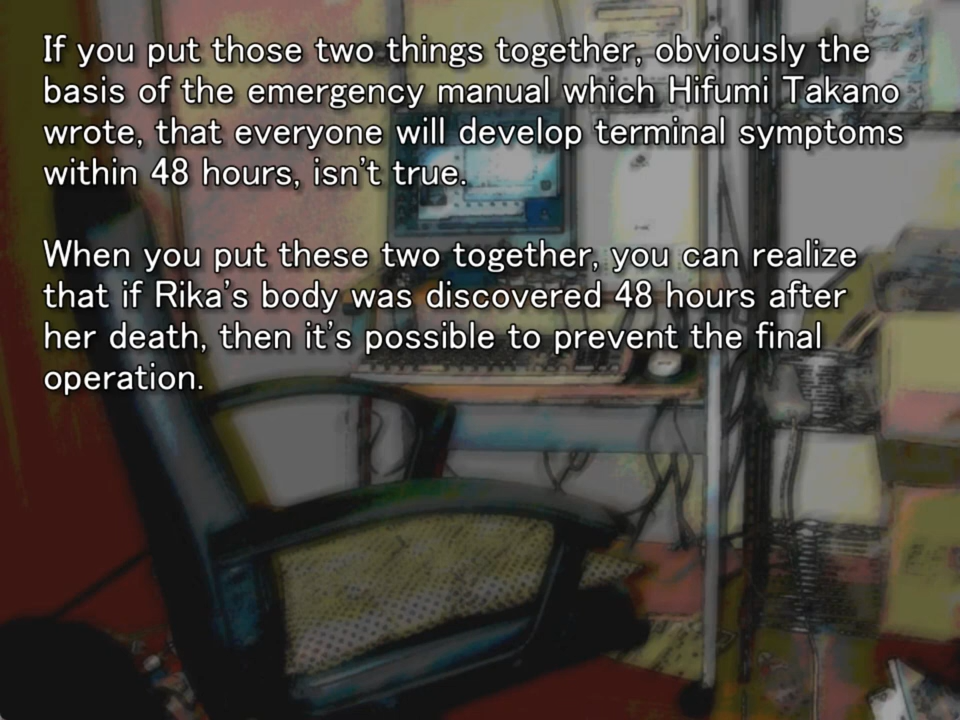 If you put those two things together, obviously the
basis of the emergency manual which Hifumi Takano
wrote, that everyone will develop terminal symptoms
within 48 hours, isn't true.
When you put these two together, you can realize
that if Rika's body was discovered 48 hours after
her death, then it's possible to prevent the final
operation.